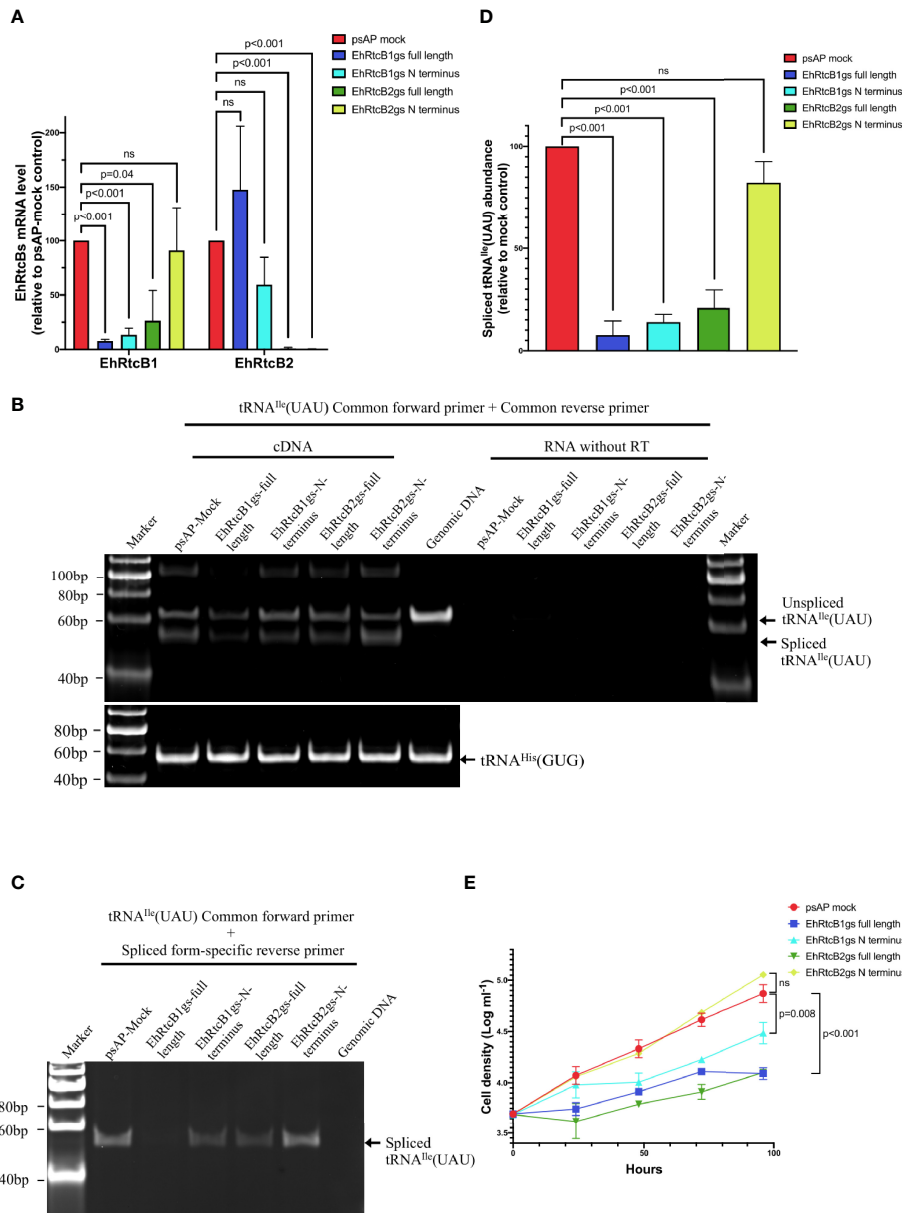 A
psAP mock
EhRtcB1gs full length
EhRtcB1gs N terminus
EhRtcB2gs full length
EhRtcB2gs N terminus
p<0.001
p<0.001
ns
ns
p=0.04
p<0.001
p<0.001
EhRtcBs mRNA level
(relative to psAP-mock control)
200
150
100
50
0
EhRtcB1
EhRtcB2
D
psAP mock
EhRtcB1gs full length
EhRtcB1gs N terminus
EhRtcB2gs full length
EhRtcB2gs N terminus
ns
p<0.001
p<0.001
p<0.001
Spliced tRNAIle(UAU) abundance
(relative to mock control)
100
50
0
B
tRNAIle(UAU) Common forward primer + Common reverse primer
cDNA
RNA without RT
Marker
psAP-Mock
EhRtcB1gs-full
length
EhRtcB1gs-N-
terminus
EhRtcB2gs-full
length
EhRtcB2gs-N-
terminus
Genomic DNA
psAP-Mock
EhRtcB1gs-full
length
EhRtcB1gs-N-
terminus
EhRtcB2gs-full
length
EhRtcB2gs-N-
terminus
Marker
100bp
80bp
60bp
40bp
Unspliced
tRNAIle(UAU)
Spliced
tRNAIle(UAU)
80bp
60bp
40bp
tRNAHis(GUG)
C
tRNAIle(UAU) Common forward primer
+
Spliced form-specific reverse primer
Marker
psAP-Mock
EhRtcB1gs-full
length
EhRtcB1gs-N-
terminus
EhRtcB2gs-full
length
EhRtcB2gs-N-
terminus
Genomic DNA
80bp
60bp
40bp
Spliced
tRNAIle(UAU)
E
psAP mock
EhRtcB1gs full length
EhRtcB1gs N terminus
EhRtcB2gs full length
EhRtcB2gs N terminus
ns
p=0.008
p<0.001
Cell density (Log ml-1)
5.0
4.5
4.0
3.5
0
50
100
Hours